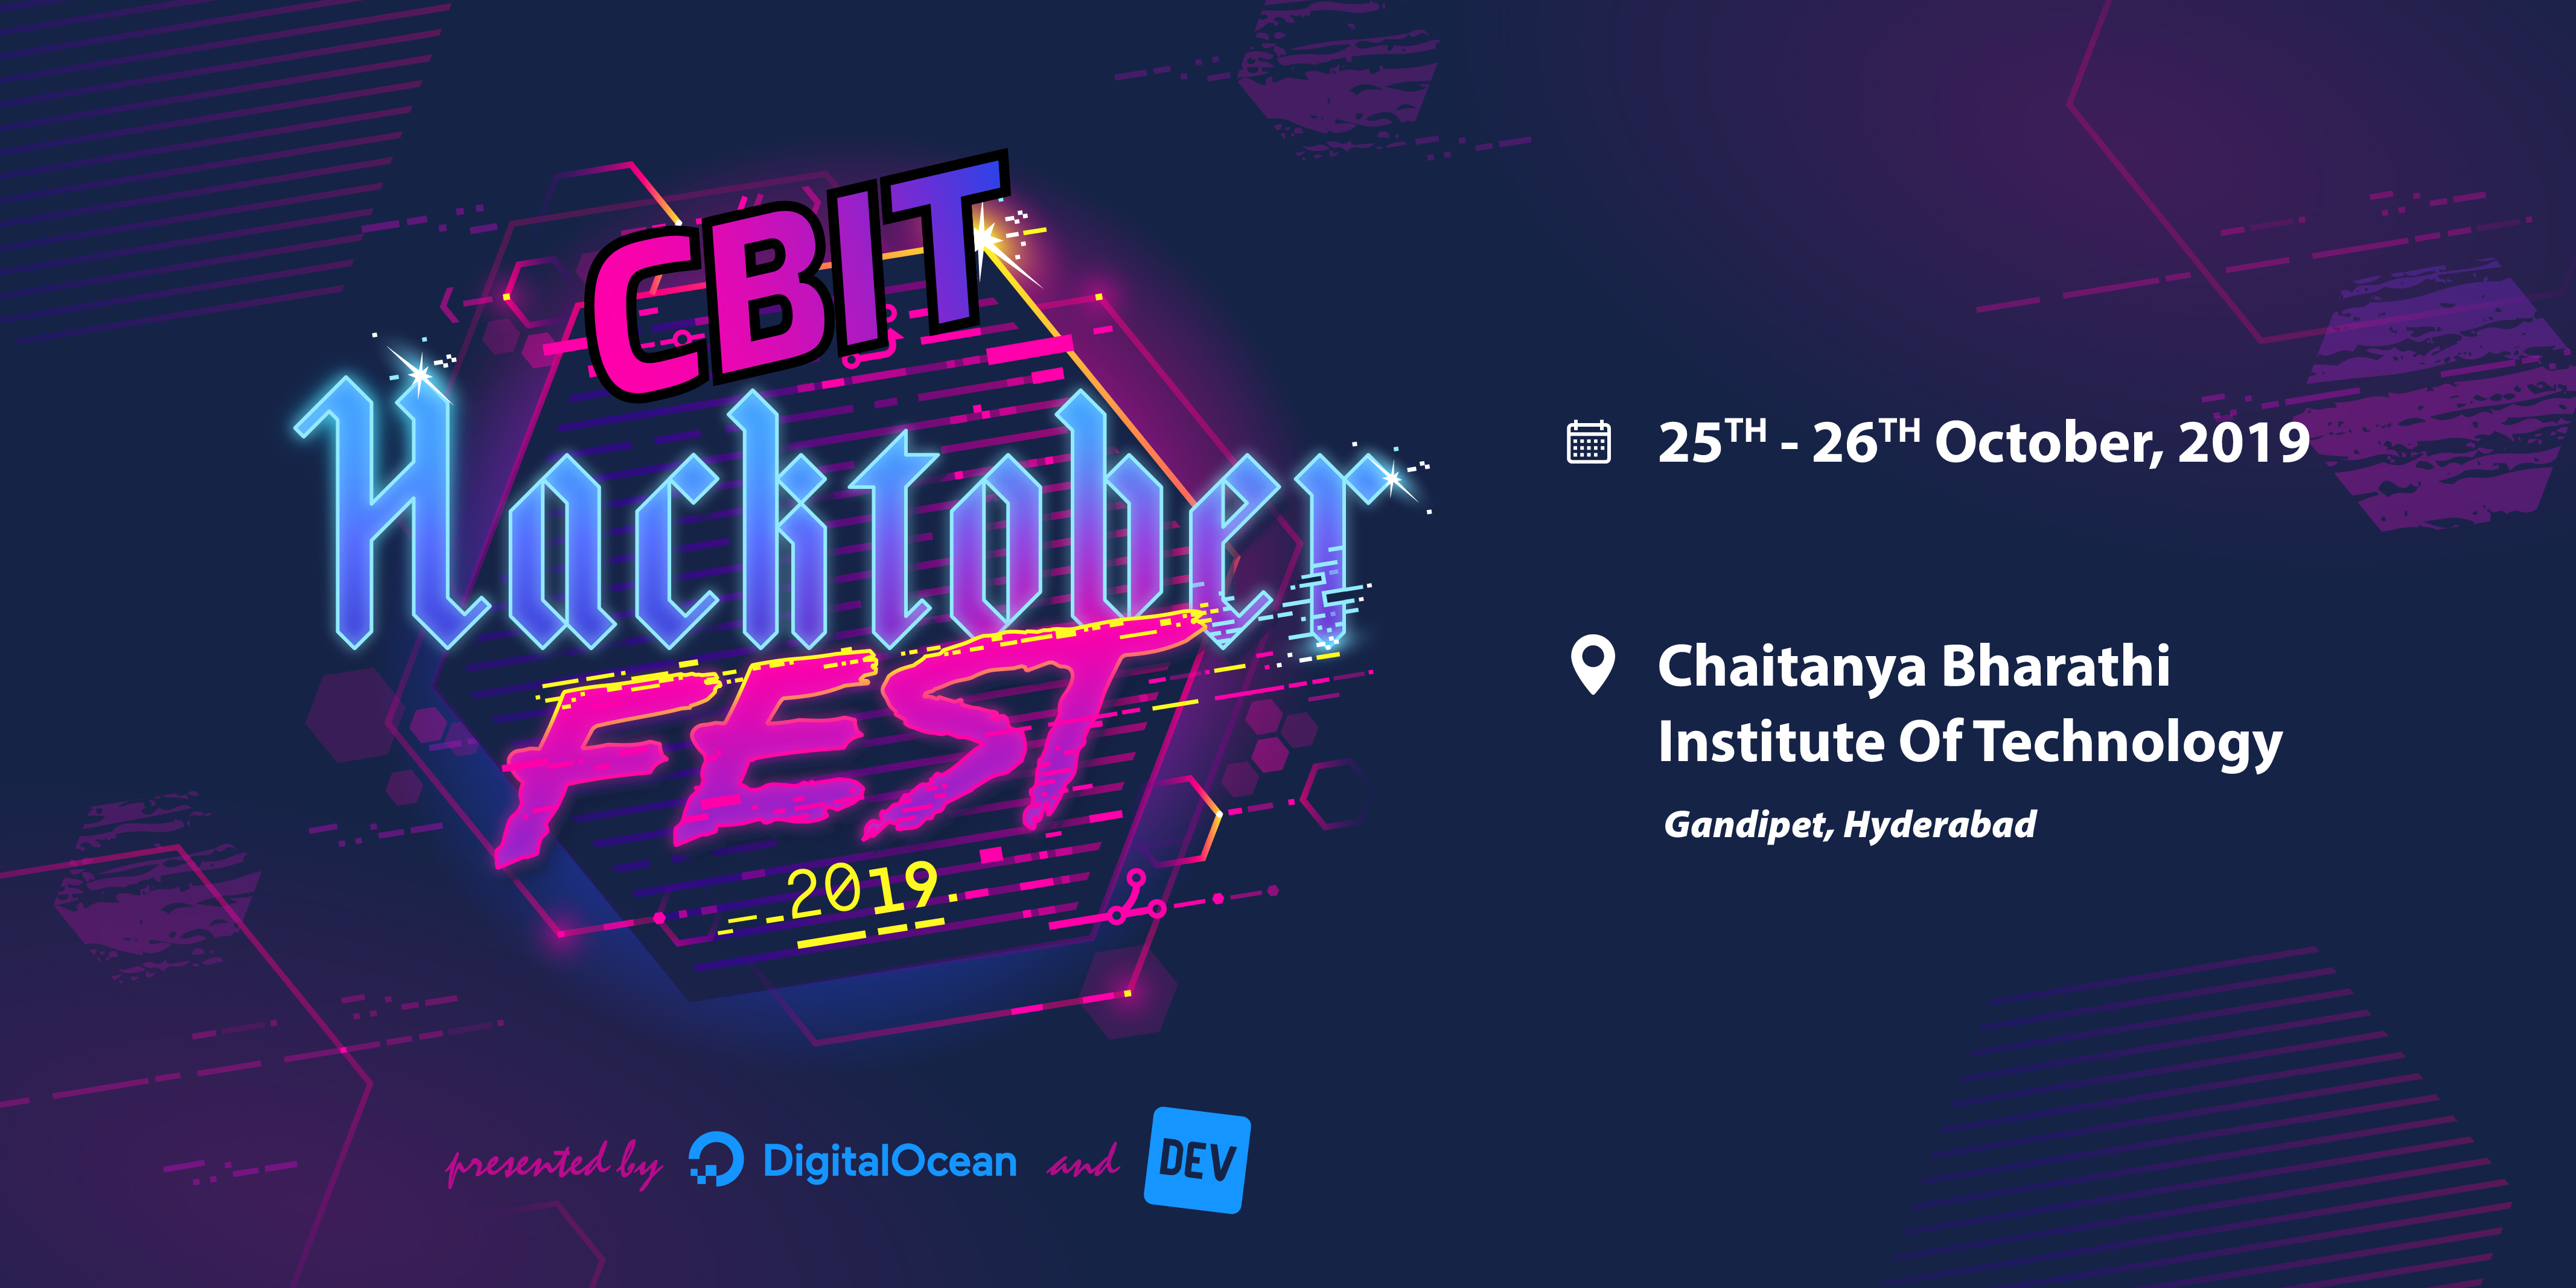 CBIT
Hacktober
FEST
2019
presented by DigitalOcean and DEV
25TH - 26TH October, 2019
Chaitanya Bharathi
Institute Of Technology
Gandipet, Hyderabad